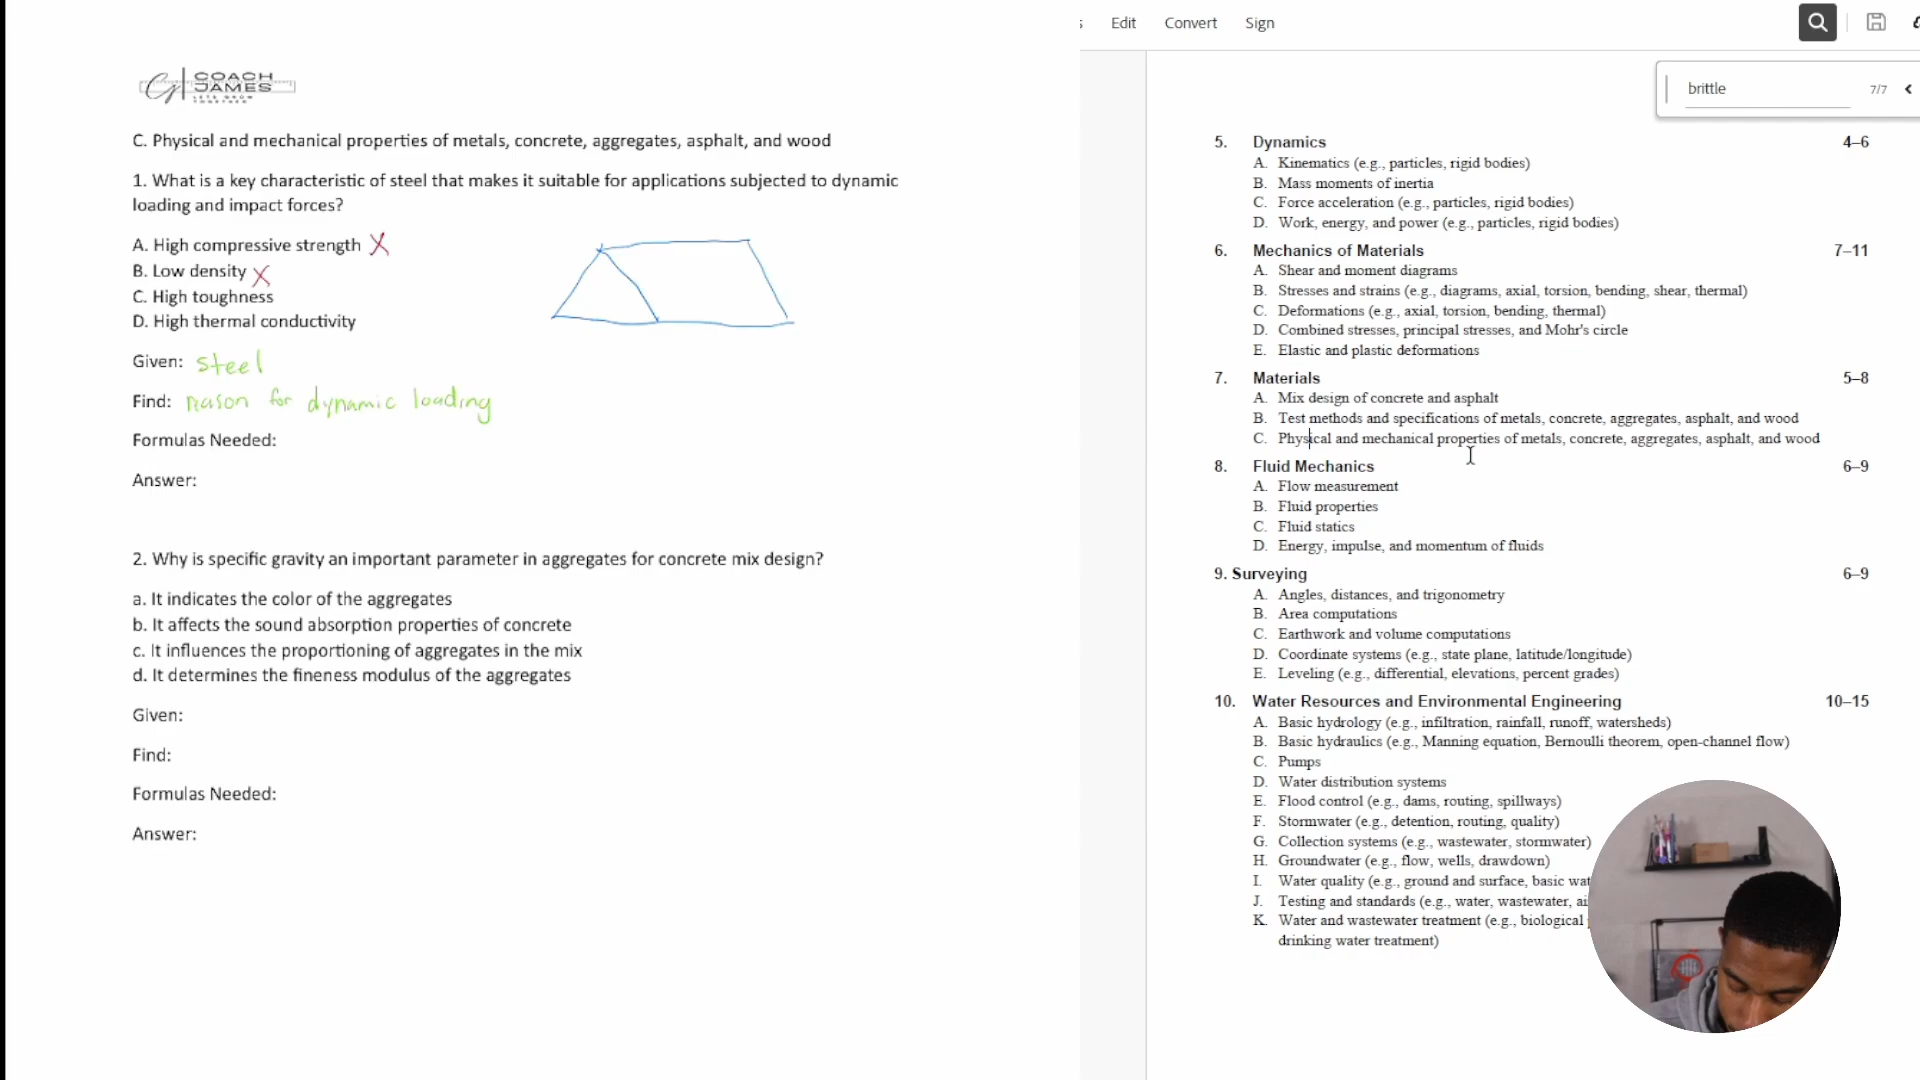 COACH
JAMES
LETS GROW
TOGETHER
C. Physical and mechanical properties of metals, concrete, aggregates, asphalt, and wood
1. What is a key characteristic of steel that makes it suitable for applications subjected to dynamic
loading and impact forces?
A. High compressive strength X
B. Low density X
C. High toughness
D. High thermal conductivity
Given: steel
Find: reason for dynamic loading
Formulas Needed:
Answer:
2. Why is specific gravity an important parameter in aggregates for concrete mix design?
a. It indicates the color of the aggregates
b. It affects the sound absorption properties of concrete
c. It influences the proportioning of aggregates in the mix
d. It determines the fineness modulus of the aggregates
Given:
Find:
Formulas Needed:
Answer:
Edit Convert Sign
brittle 7/7
5. Dynamics 4–6
A. Kinematics (e.g., particles, rigid bodies)
B. Mass moments of inertia
C. Force acceleration (e.g., particles, rigid bodies)
D. Work, energy, and power (e.g., particles, rigid bodies)
6. Mechanics of Materials 7–11
A. Shear and moment diagrams
B. Stresses and strains (e.g., diagrams, axial, torsion, bending, shear, thermal)
C. Deformations (e.g., axial, torsion, bending, thermal)
D. Combined stresses, principal stresses, and Mohr's circle
E. Elastic and plastic deformations
7. Materials 5–8
A. Mix design of concrete and asphalt
B. Test methods and specifications of metals, concrete, aggregates, asphalt, and wood
C. Physical and mechanical properties of metals, concrete, aggregates, asphalt, and wood
8. Fluid Mechanics 6–9
A. Flow measurement
B. Fluid properties
C. Fluid statics
D. Energy, impulse, and momentum of fluids
9. Surveying 6–9
A. Angles, distances, and trigonometry
B. Area computations
C. Earthwork and volume computations
D. Coordinate systems (e.g., state plane, latitude/longitude)
E. Leveling (e.g., differential, elevations, percent grades)
10. Water Resources and Environmental Engineering 10–15
A. Basic hydrology (e.g., infiltration, rainfall, runoff, watersheds)
B. Basic hydraulics (e.g., Manning equation, Bernoulli theorem, open-channel flow)
C. Pumps
D. Water distribution systems
E. Flood control (e.g., dams, routing, spillways)
F. Stormwater (e.g., detention, routing, quality)
G. Collection systems (e.g., wastewater, stormwater)
H. Groundwater (e.g., flow, wells, drawdown)
I. Water quality (e.g., ground and surface, basic wat
J. Testing and standards (e.g., water, wastewater, ai
K. Water and wastewater treatment (e.g., biological
drinking water treatment)